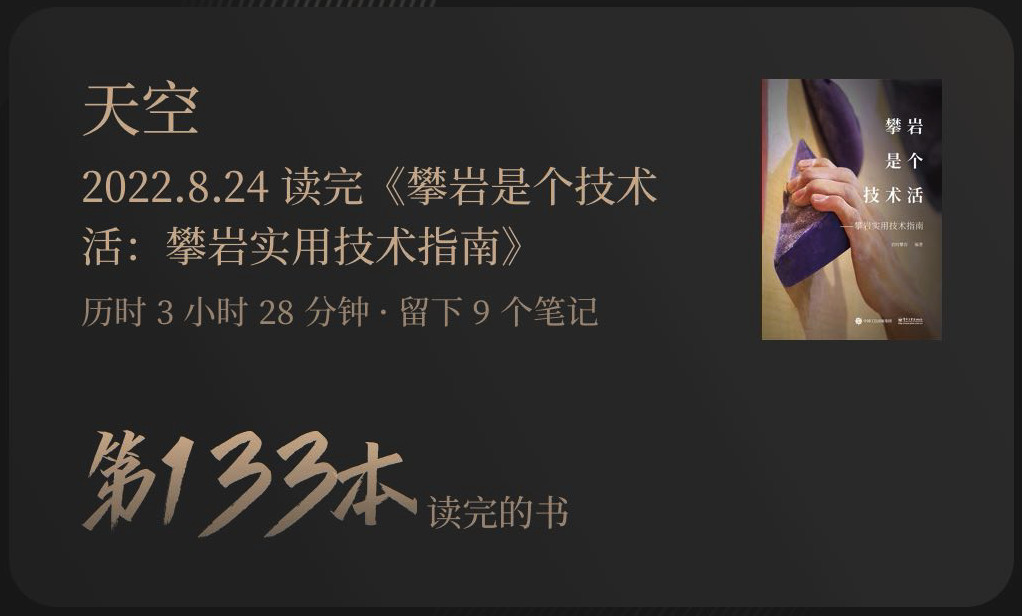 天空
2022.8.24 读完《攀岩是个技术
活：攀岩实用技术指南》
历时 3 小时 28 分钟 · 留下 9 个笔记
攀岩
是个
技术活
——攀岩实用技术指南
第133本 读完的书